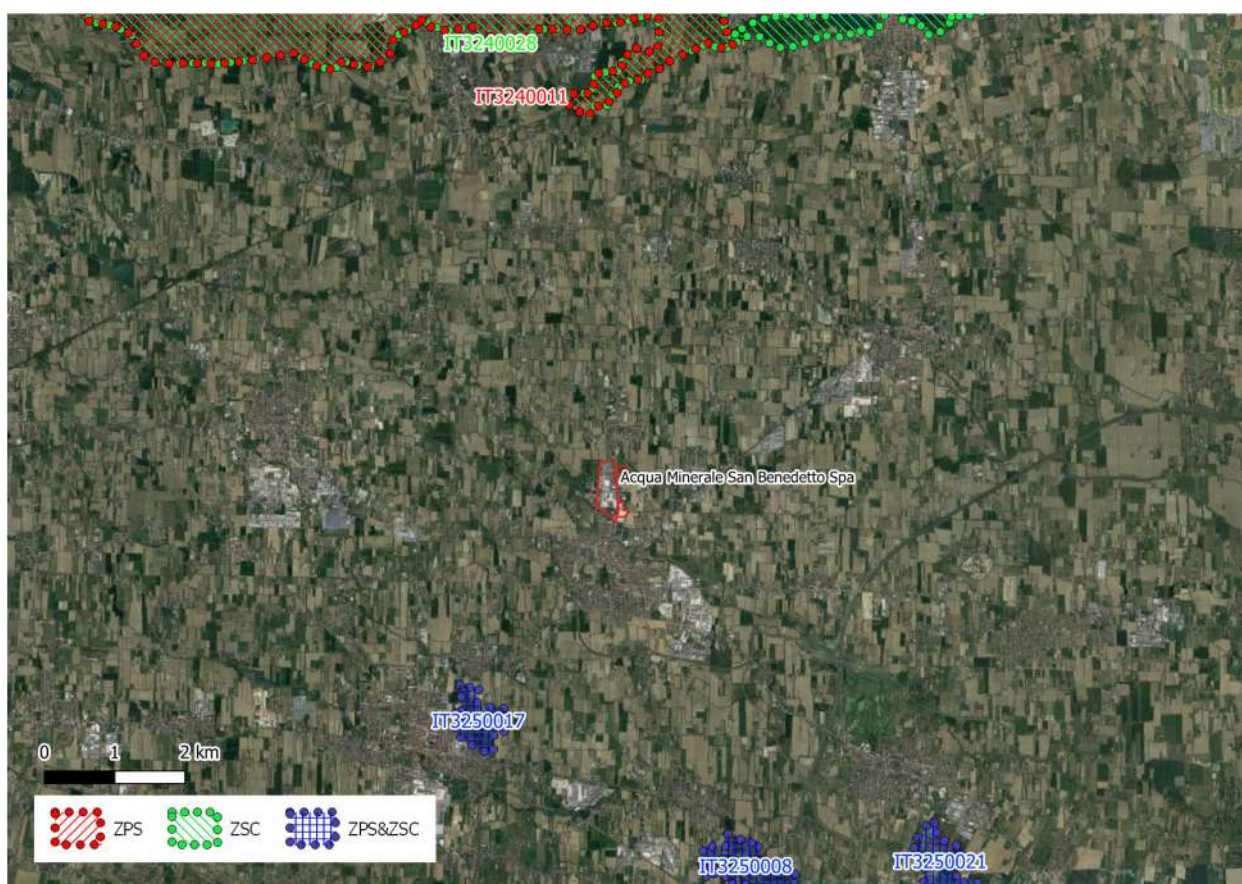 IT3240028
IT3240011
Acqua Minerale San Benedetto Spa
IT3250017
0 1 2 km
ZPS ZSC ZPS&ZSC
IT3250008
IT3250021